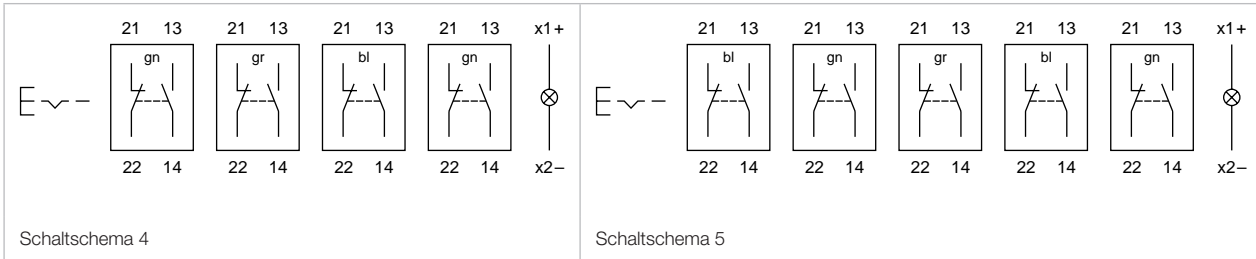 21 13 21 13 21 13 21 13 x1+
gn gr bl gn
22 14 22 14 22 14 22 14 x2–
Schaltschema 4
21 13 21 13 21 13 21 13 21 13 x1+
bl gn gr bl gn
22 14 22 14 22 14 22 14 22 14 x2–
Schaltschema 5